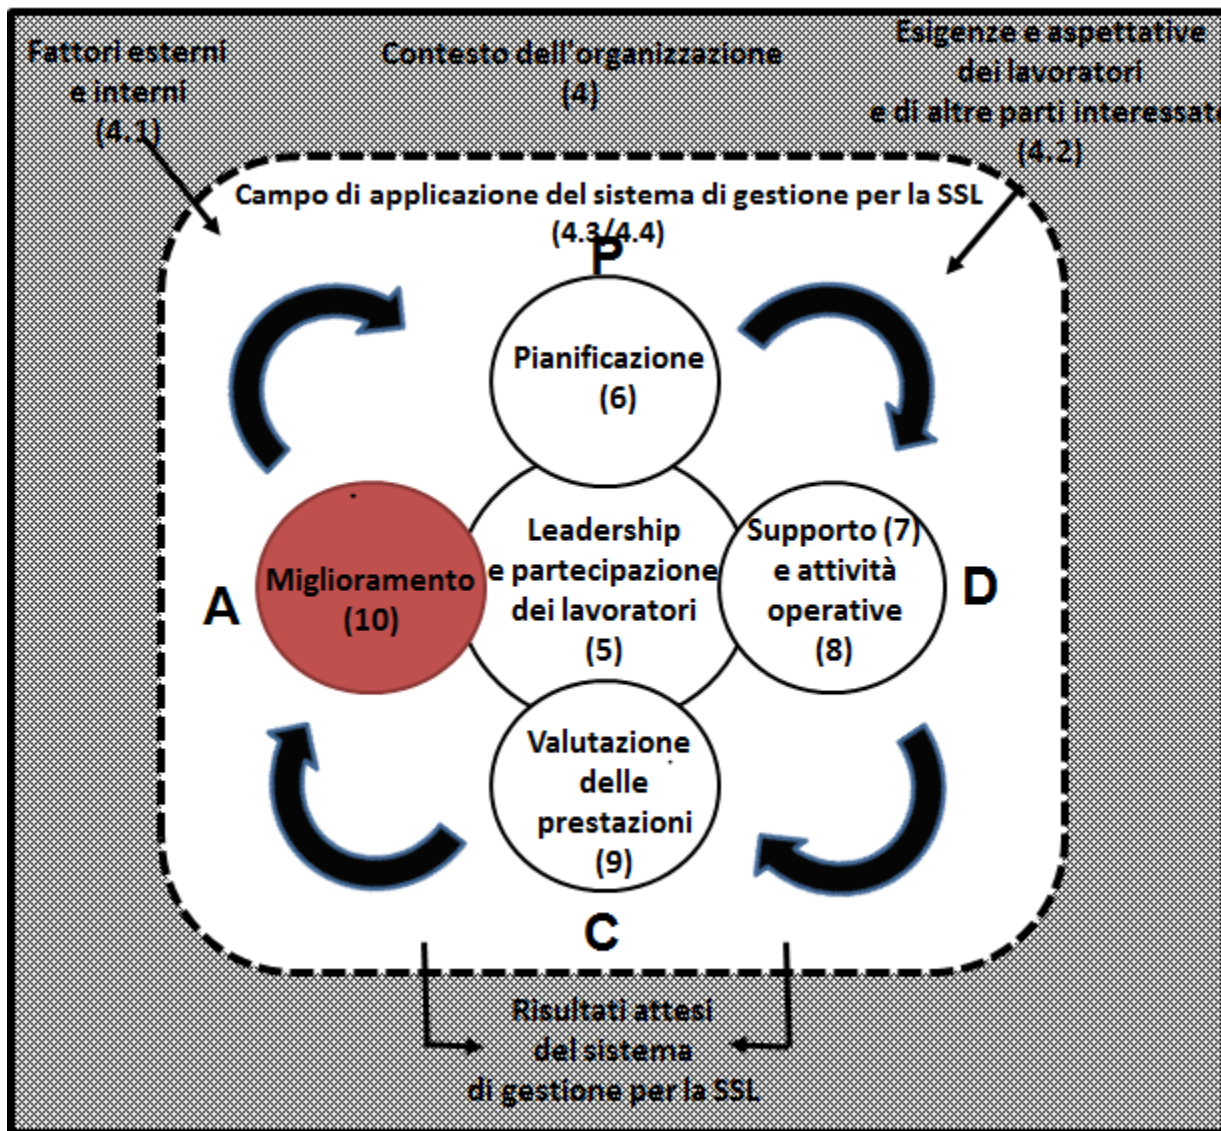 Fattori esterni
e interni
(4.1)
Contesto dell'organizzazione
(4)
Esigenze e aspettative
dei lavoratori
e di altre parti interessate
(4.2)
Campo di applicazione del sistema di gestione per la SSL
(4.3/4.4)
P
Pianificazione
(6)
A
Miglioramento
(10)
Leadership
e partecipazione
dei lavoratori
(5)
Supporto (7)
e attività
operative
(8)
D
Valutazione
delle
prestazioni
(9)
C
Risultati attesi
del sistema
di gestione per la SSL